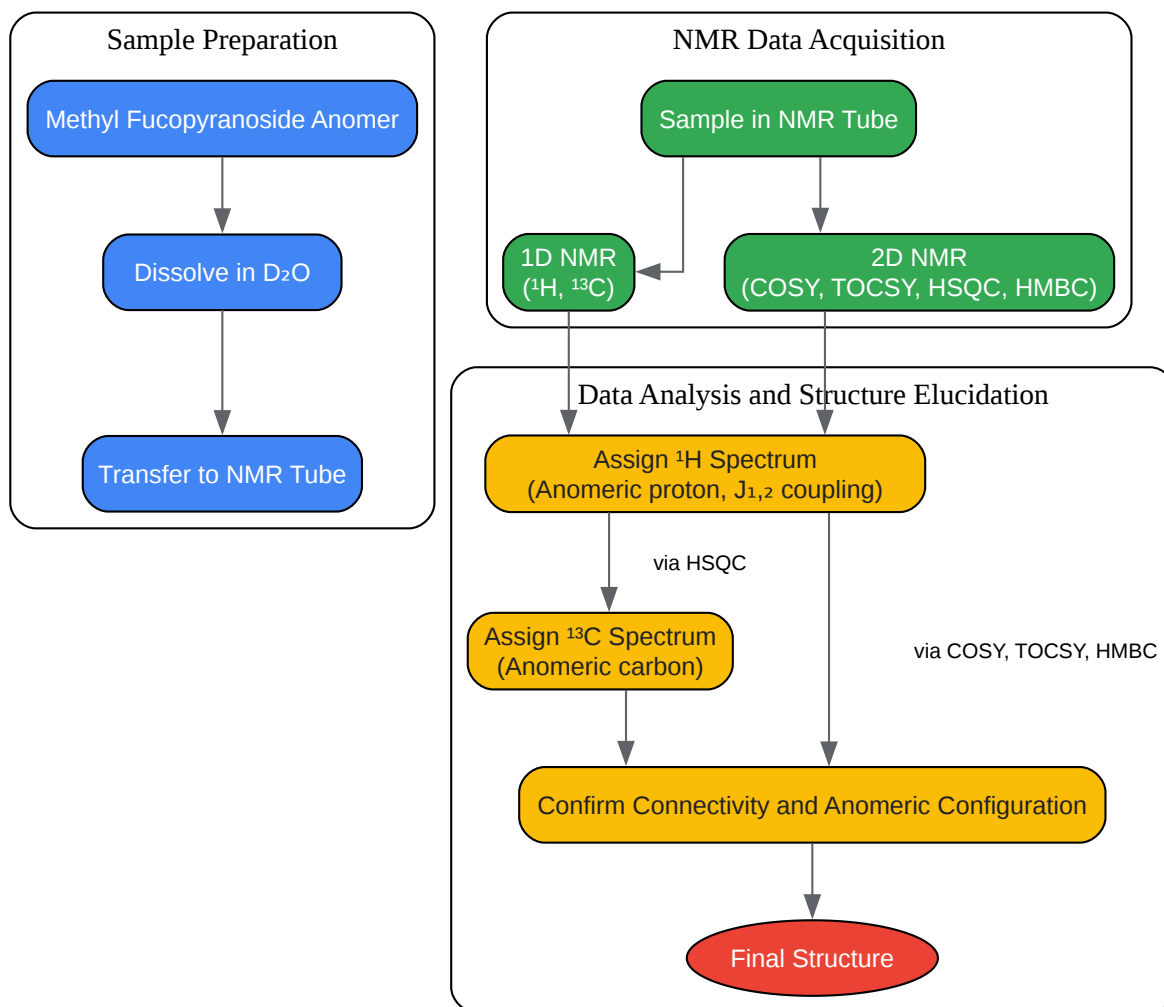 Sample Preparation
Methyl Fucopyranoside Anomer
Dissolve in D₂O
Transfer to NMR Tube
NMR Data Acquisition
Sample in NMR Tube
1D NMR
(¹H, ¹³C)
2D NMR
(COSY, TOCSY, HSQC, HMBC)
Data Analysis and Structure Elucidation
Assign ¹H Spectrum
(Anomeric proton, J₁,₂ coupling)
via HSQC
Assign ¹³C Spectrum
(Anomeric carbon)
via COSY, TOCSY, HMBC
Confirm Connectivity and Anomeric Configuration
Final Structure